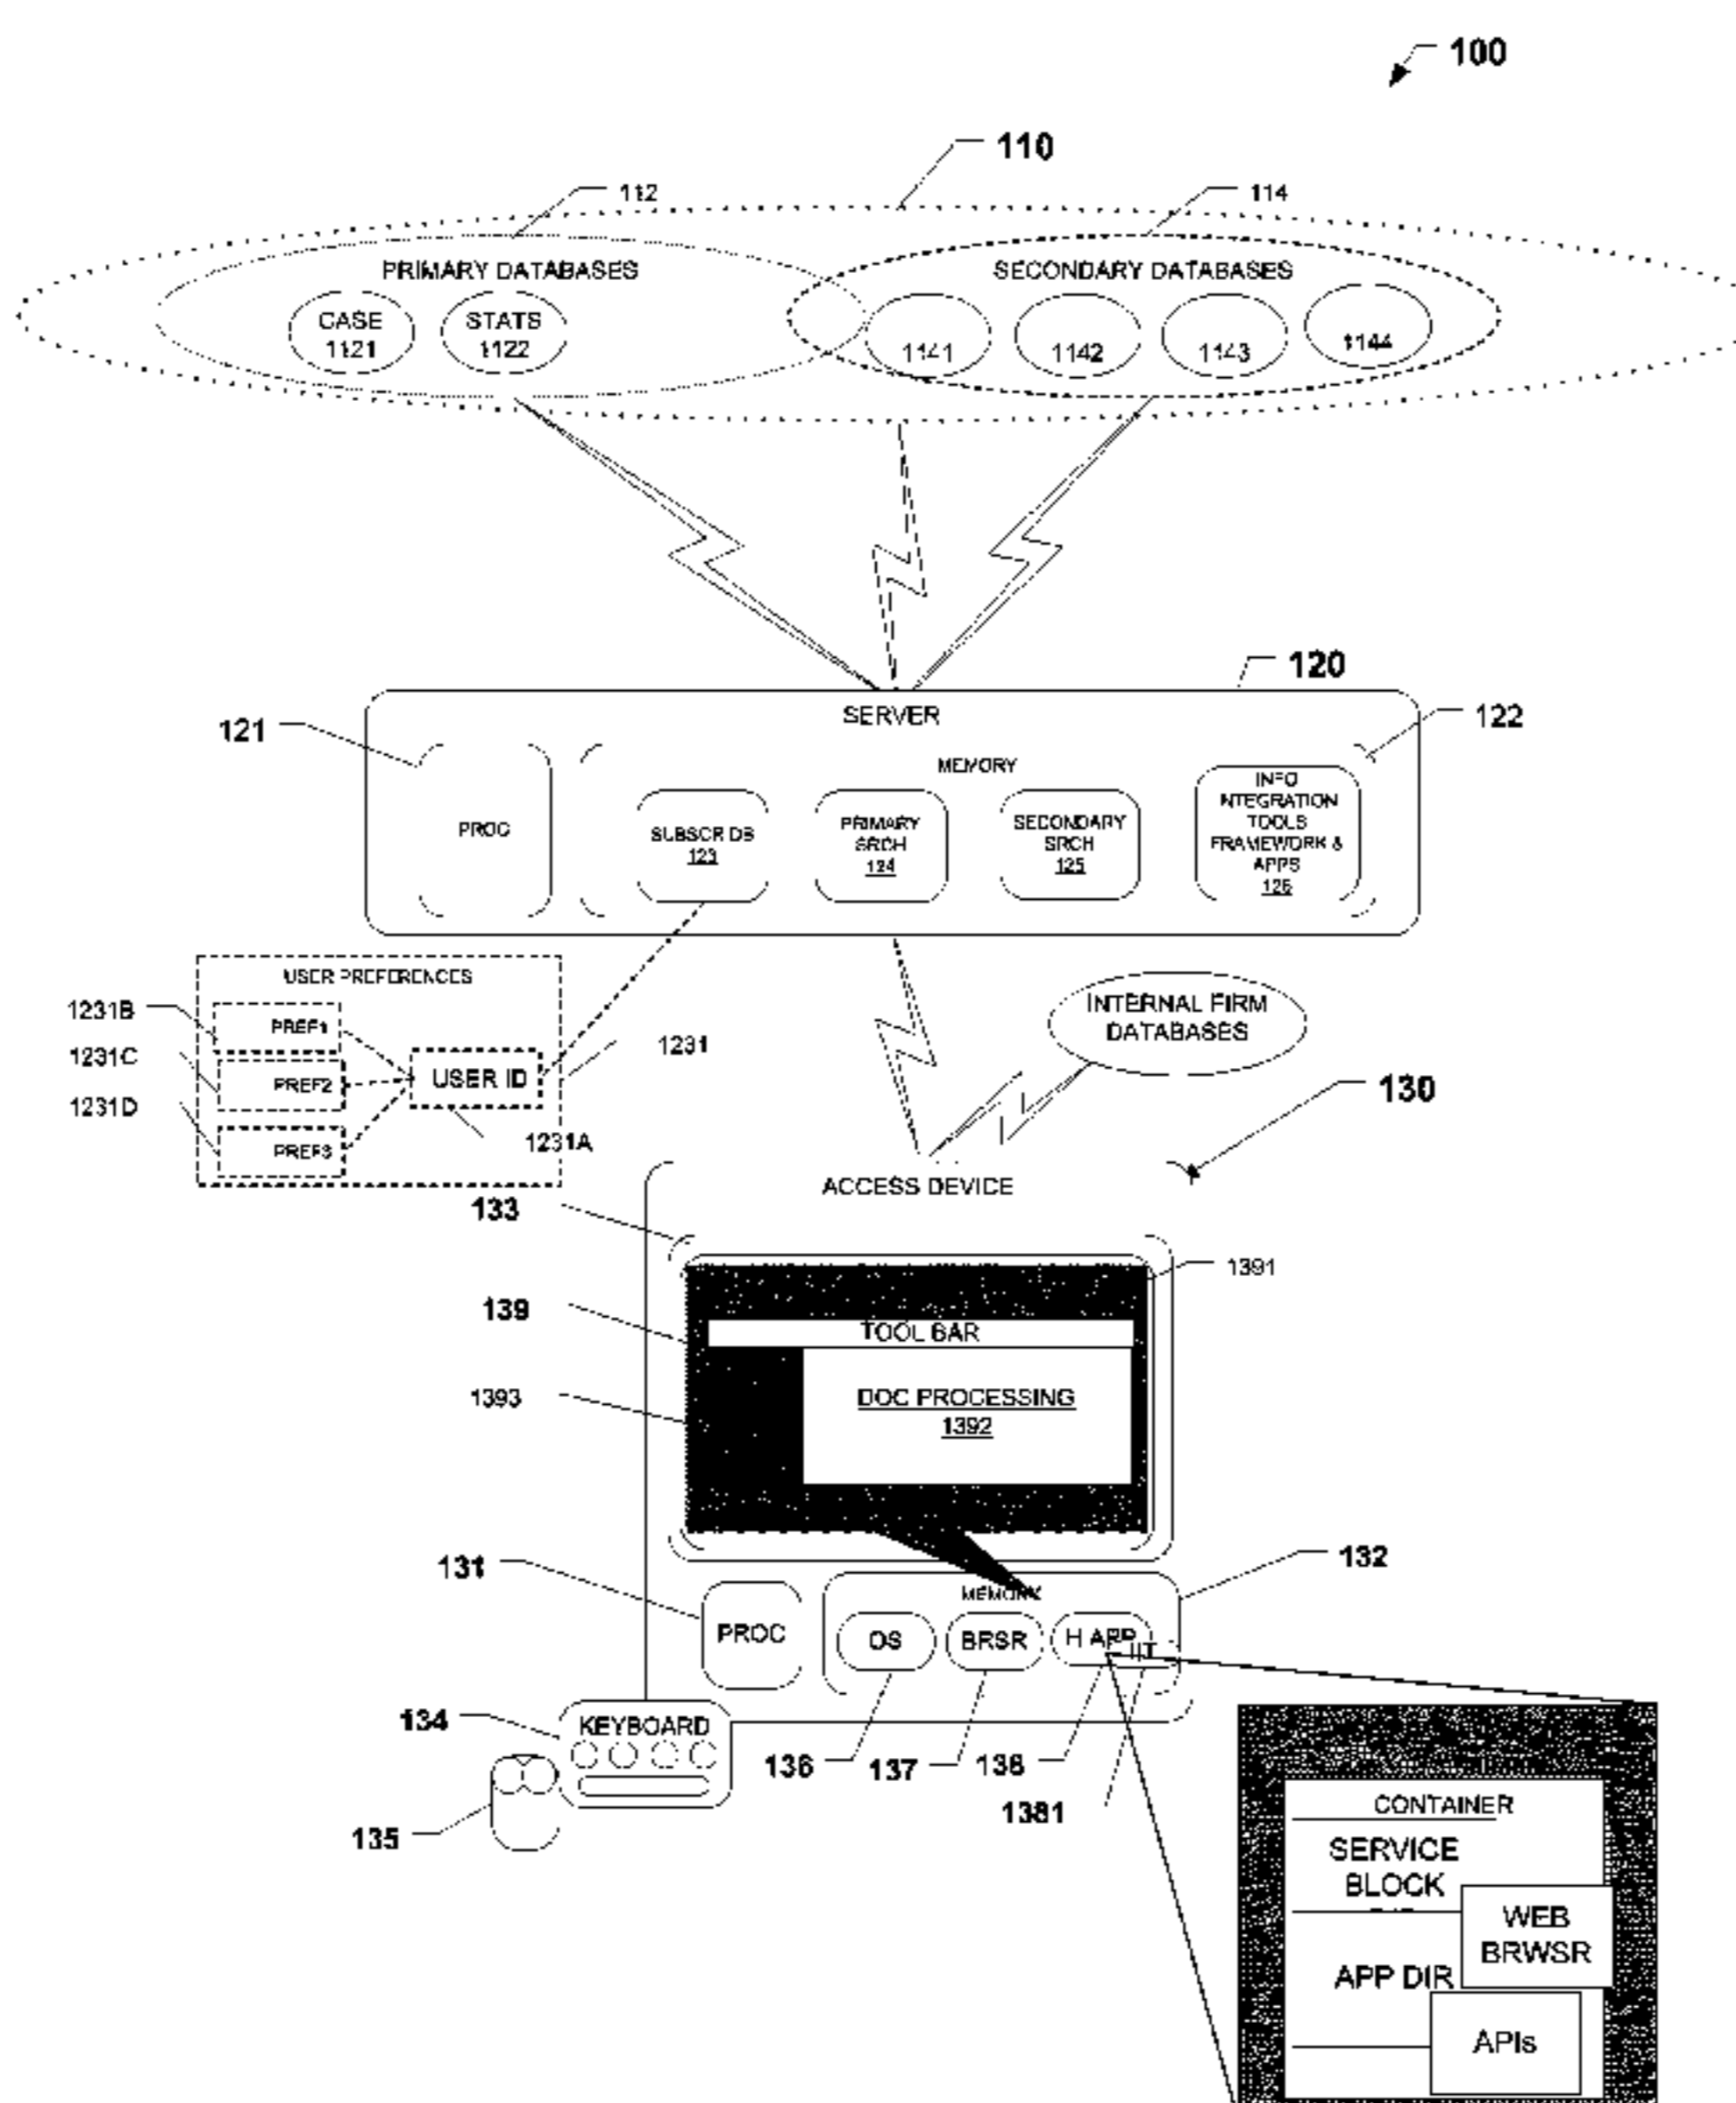 100
110
112
114
PRIMARY DATABASES
SECONDARY DATABASES
CASE
1121
STATS
1122
1141
1142
1143
1144
120
SERVER
121
122
MEMORY
PROC
SUBSCR DB
123
PRIMARY
SRCH
124
SECONDARY
SRCH
125
INFO
NTEGRATION
TOOLS
FRAMEWORK &
APPS
126
USER PREFERENCES
1231B
PREF1
1231C
PREF2
1231D
PREF3
USER ID
1231
1231A
INTERNAL FIRM
DATABASES
130
ACCESS DEVICE
133
1391
139
TOOL BAR
1393
DOC PROCESSING
1392
131
132
PROC
MEMORY
OS
BRSR
H APP
IIT
134
KEYBOARD
136
137
138
1381
135
CONTAINER
SERVICE
BLOCK
WEB
BRWSR
APP DIR
APIs